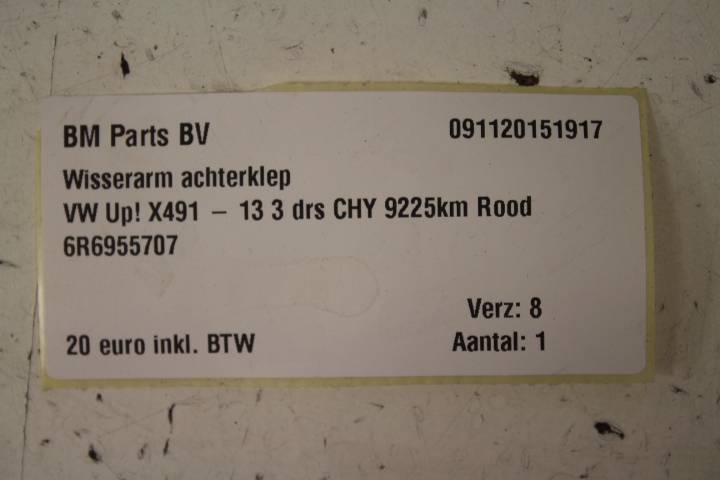 BM Parts BV 091120151917
Wisserarm achterklep
VW Up! X491 – 13 3 drs CHY 9225km Rood
6R6955707
Verz: 8
20 euro inkl. BTW Aantal: 1